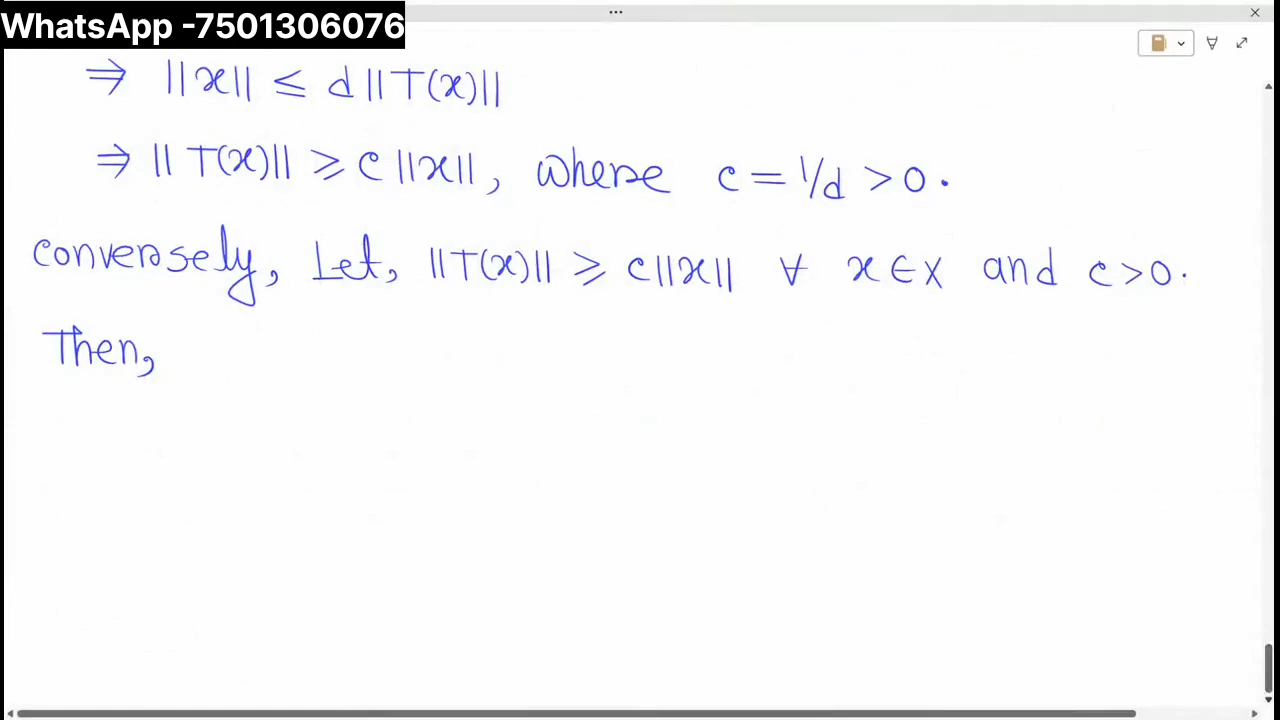 WhatsApp -7501306076
⇒ ||x|| ≤ d ||T(x)||
⇒ ||T(x)|| ≥ c ||x||, where c = 1/d > 0.
conversely, Let, ||T(x)|| ≥ c||x|| ∀ x ∈ X and c > 0.
Then,